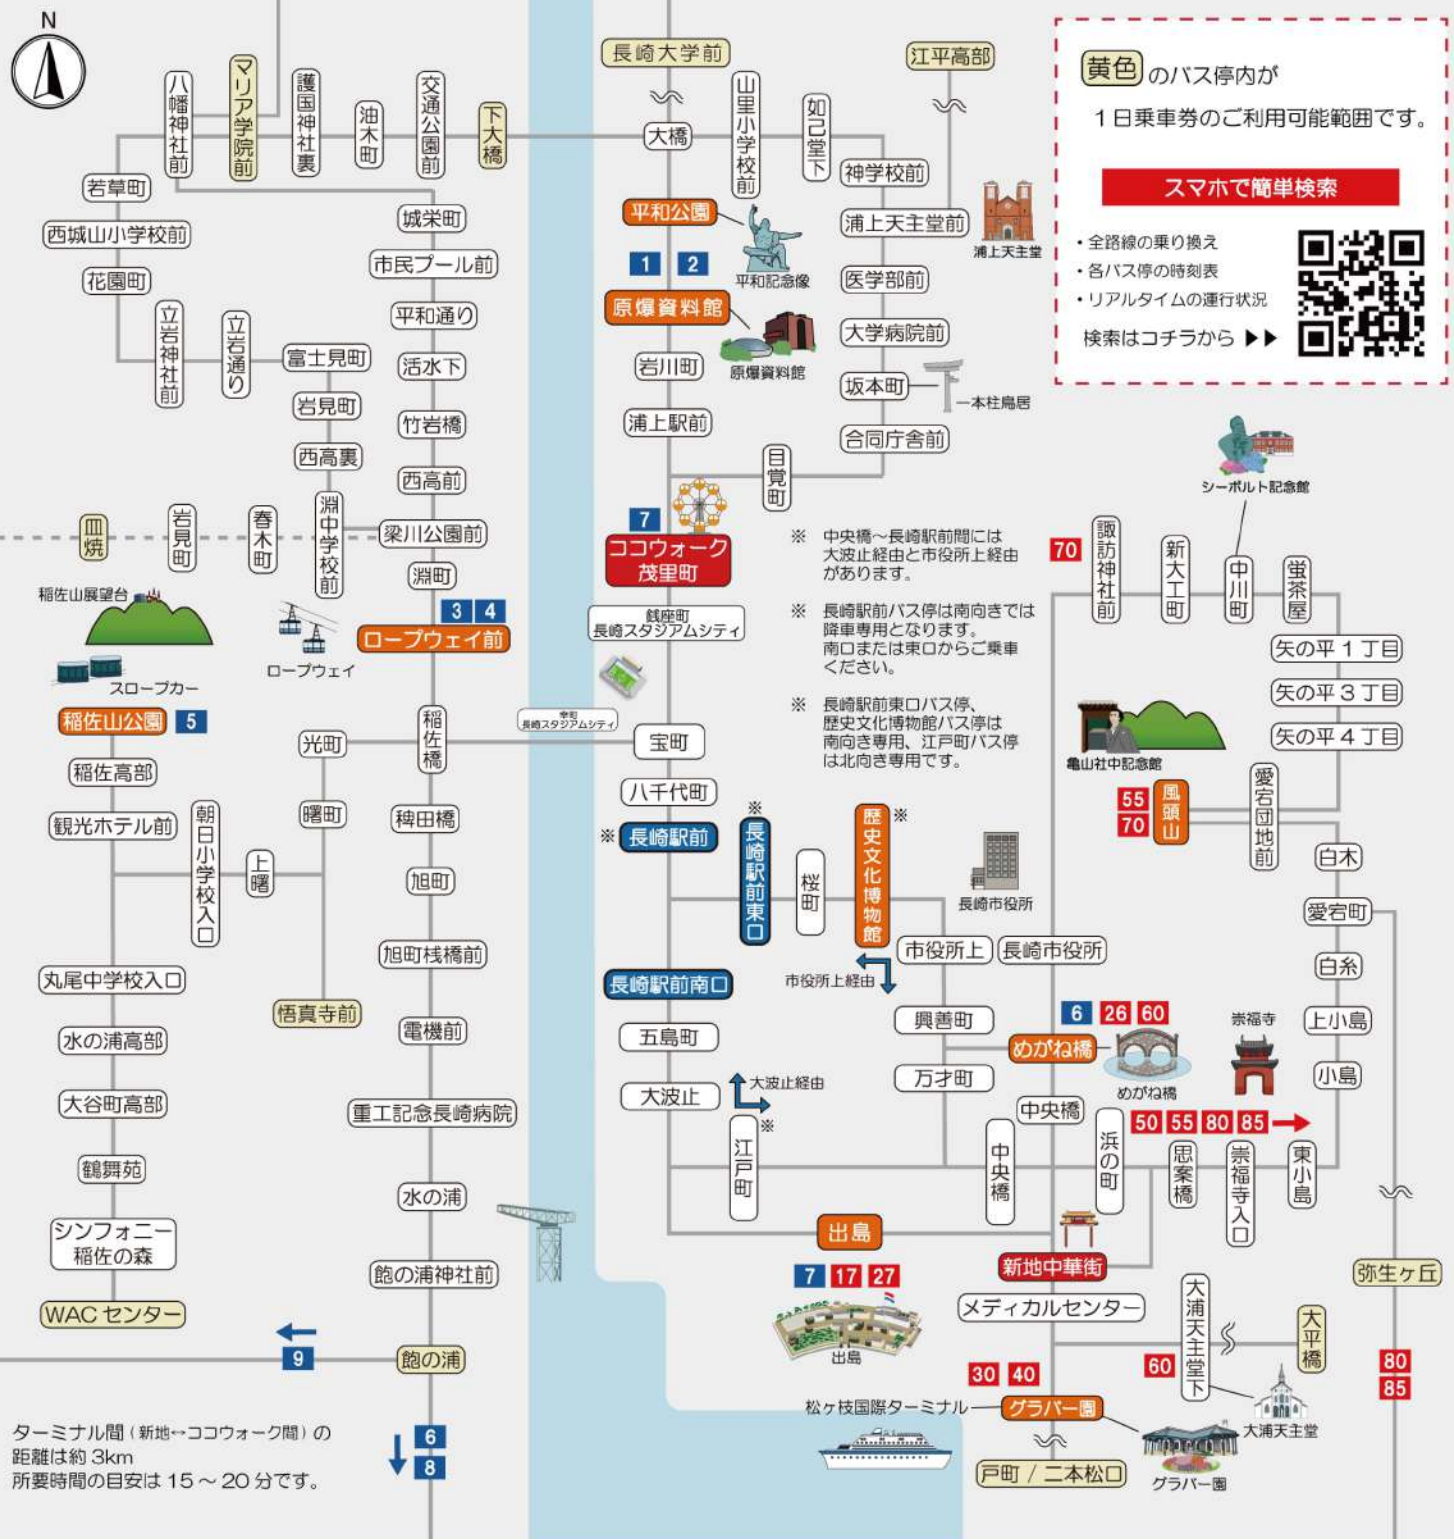 N
長崎大学前
江平高部
黄色 のバス停内が
1日乗車券のご利用可能範囲です。
スマホで簡単検索
・全路線の乗り換え
・各バス停の時刻表
・リアルタイムの運行状況
検索はコチラから ▶▶
八幡神社前
マリア学院前
護国神社裏
油木町
交通公園前
下大橋
大橋
山里小学校前
如己堂下
神学校前
若草町
西城山小学校前
花園町
立岩神社前
立岩通り
富士見町
岩見町
西高裏
淵中学校前
城栄町
市民プール前
平和通り
活水下
竹岩橋
西高前
梁川公園前
淵町
3 4
ロープウェイ前
皿焼
岩見町
春木町
稲佐山展望台
スロープカー
ロープウェイ
稲佐山公園 5
稲佐高部
観光ホテル前
朝日小学校入口
上曙
光町
曙町
稲佐橋
幸町
長崎スタジアムシティ
稗田橋
旭町
旭町桟橋前
丸尾中学校入口
悟真寺前
水の浦高部
電機前
大谷町高部
重工記念長崎病院
鶴舞苑
水の浦
シンフォニー
稲佐の森
飽の浦神社前
WACセンター
9
飽の浦
6
8
ターミナル間(新地↔ココウォーク間)の
距離は約3km
所要時間の目安は15～20分です。
平和公園
平和記念像
1 2
原爆資料館
原爆資料館
岩川町
浦上駅前
浦上天主堂前
浦上天主堂
医学部前
大学病院前
坂本町
一本柱鳥居
合同庁舎前
目覚町
7
ココウォーク
茂里町
銭座町
長崎スタジアムシティ
宝町
八千代町
※ 長崎駅前
※
長崎駅前東口
桜町
歴史文化博物館
※
長崎市役所
長崎駅前南口
市役所上経由
市役所上
長崎市役所
五島町
興善町
大波止
大波止経由
万才町
※
江戸町
中央橋
※ 中央橋～長崎駅前間には
大波止経由と市役所上経由
があります。
※ 長崎駅前バス停は南向きでは
降車専用となります。
南口または東口からご乗車
ください。
※ 長崎駅前東口バス停、
歴史文化博物館バス停は
南向き専用、江戸町バス停
は北向き専用です。
シーボルト記念館
70
諏訪神社前
新大工町
中川町
蛍茶屋
矢の平1丁目
矢の平3丁目
矢の平4丁目
亀山社中記念館
55
70
風頭山
愛宕団地前
白木
愛宕町
白糸
上小島
小島
6 26 60
めがね橋
めがね橋
崇福寺
中央橋
50 55 80 85
浜の町
思案橋
崇福寺入口
東小島
出島
7 17 27
出島
新地中華街
メディカルセンター
大浦天主堂下
大平橋
弥生ヶ丘
60
大浦天主堂
80
85
30 40
松ヶ枝国際ターミナル
グラバー園
グラバー園
戸町 / 二本松口